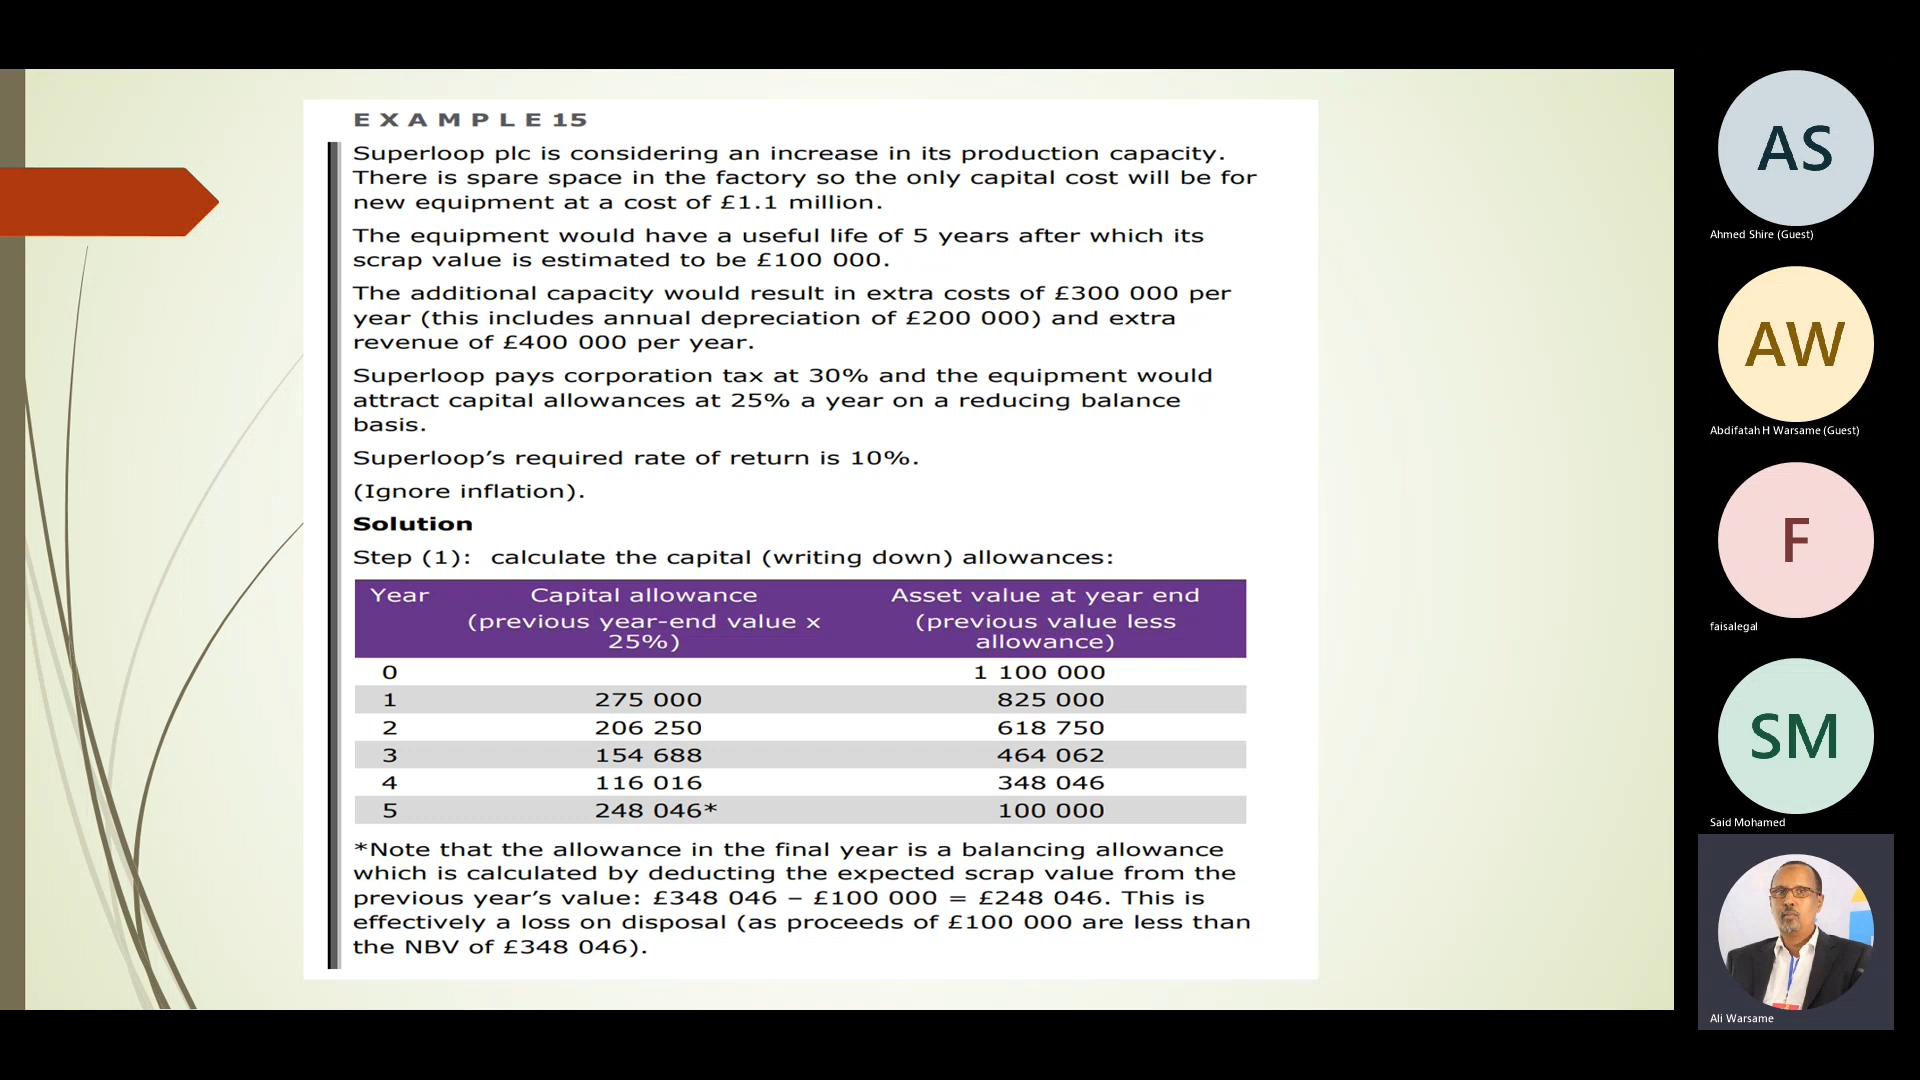 E X A M P L E 15
Superloop plc is considering an increase in its production capacity.
There is spare space in the factory so the only capital cost will be for
new equipment at a cost of £1.1 million.
The equipment would have a useful life of 5 years after which its
scrap value is estimated to be £100 000.
The additional capacity would result in extra costs of £300 000 per
year (this includes annual depreciation of £200 000) and extra
revenue of £400 000 per year.
Superloop pays corporation tax at 30% and the equipment would
attract capital allowances at 25% a year on a reducing balance
basis.
Superloop’s required rate of return is 10%.
(Ignore inflation).
Solution
Step (1): calculate the capital (writing down) allowances:
Year Capital allowance Asset value at year end
(previous year-end value x (previous value less
25%) allowance)
0 1 100 000
1 275 000 825 000
2 206 250 618 750
3 154 688 464 062
4 116 016 348 046
5 248 046* 100 000
*Note that the allowance in the final year is a balancing allowance
which is calculated by deducting the expected scrap value from the
previous year’s value: £348 046 – £100 000 = £248 046. This is
effectively a loss on disposal (as proceeds of £100 000 are less than
the NBV of £348 046).
AS
Ahmed Shire (Guest)
AW
Abdifatah H Warsame (Guest)
F
faisalegal
SM
Said Mohamed
Ali Warsame